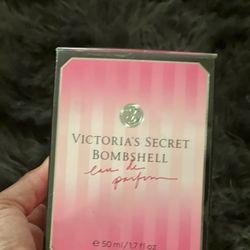 VICTORIA'S SECRET
BOMBSHELL
eau de
parfum
℮ 50 ml / 1.7 fl oz